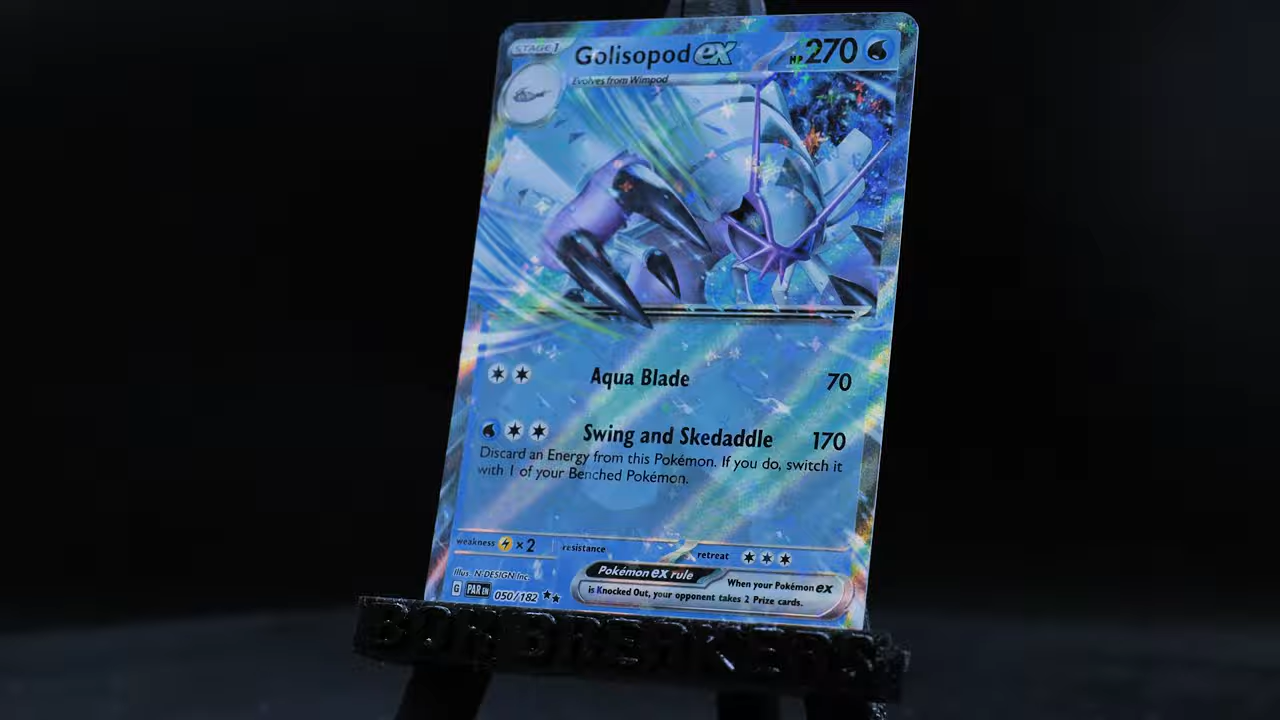 STAGE 1
Golisopod ex
HP 270
Evolves from Wimpod
Aqua Blade 70
Swing and Skedaddle 170
Discard an Energy from this Pokémon. If you do, switch it
with 1 of your Benched Pokémon.
weakness ×2 resistance retreat
Illus. N-DESIGN Inc.
G PAR EN 050/182
Pokémon ex rule
When your Pokémon ex
is Knocked Out, your opponent takes 2 Prize cards.
BOX BREAKERS